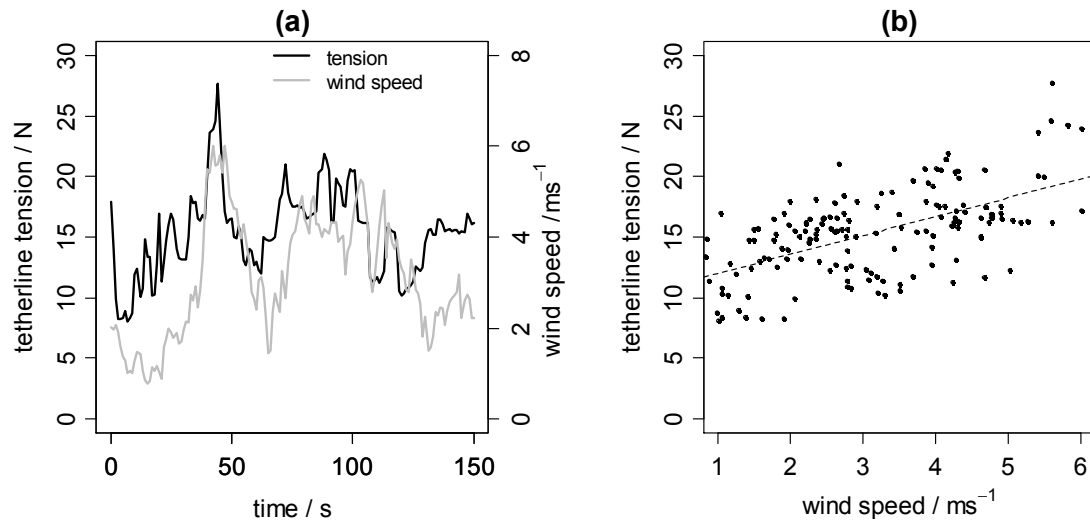 (a)
tension
wind speed
tetherline tension / N
0 5 10 15 20 25 30
wind speed /ms⁻¹
0 2 4 6 8
0 50 100 150
time / s
(b)
tetherline tension / N
0 5 10 15 20 25 30
1 2 3 4 5 6
wind speed / ms⁻¹